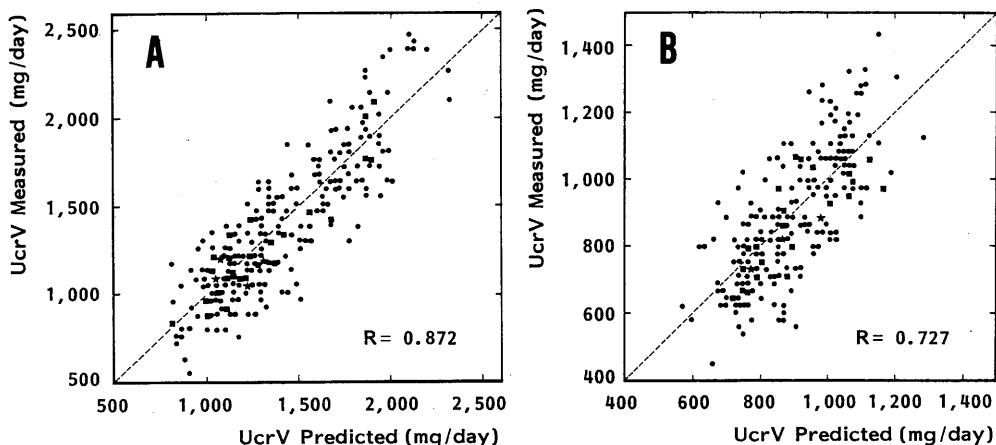 A
UcrV Measured (mg/day)
2,500
2,000
1,500
1,000
500
R= 0.872
500 1,000 1,500 2,000 2,500
UcrV Predicted (mg/day)
B
UcrV Measured (mg/day)
1,400
1,200
1,000
800
600
400
R= 0.727
400 600 800 1,000 1,200 1,400
UcrV Predicted (mg/day)